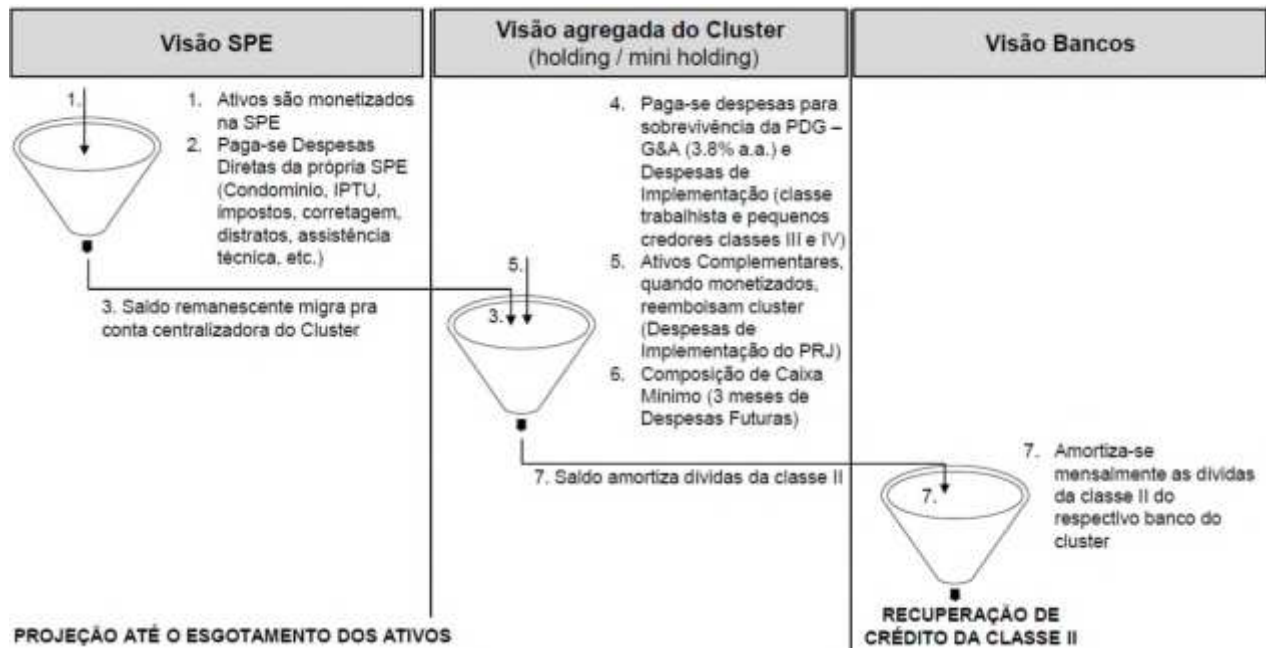 Visão SPE
Visão agregada do Cluster
(holding / mini holding)
Visão Bancos
1.
1. Ativos são monetizados
na SPE
2. Paga-se Despesas
Diretas da própria SPE
(Condomínio, IPTU,
impostos, corretagem,
distratos, assistência
técnica, etc.)
3. Saldo remanescente migra pra
conta centralizadora do Cluster
5.
3.
4. Paga-se despesas para
sobrevivência da PDG –
G&A (3.8% a.a.) e
Despesas de
Implementação (classe
trabalhista e pequenos
credores classes III e IV)
5. Ativos Complementares,
quando monetizados,
reembolsam cluster
(Despesas de
Implementação do PRJ)
6. Composição de Caixa
Mínimo (3 meses de
Despesas Futuras)
7. Saldo amortiza dívidas da classe II
7.
7. Amortiza-se
mensalmente as dívidas
da classe II do
respectivo banco do
cluster
RECUPERAÇÃO DE
CRÉDITO DA CLASSE II
PROJEÇÃO ATÉ O ESGOTAMENTO DOS ATIVOS